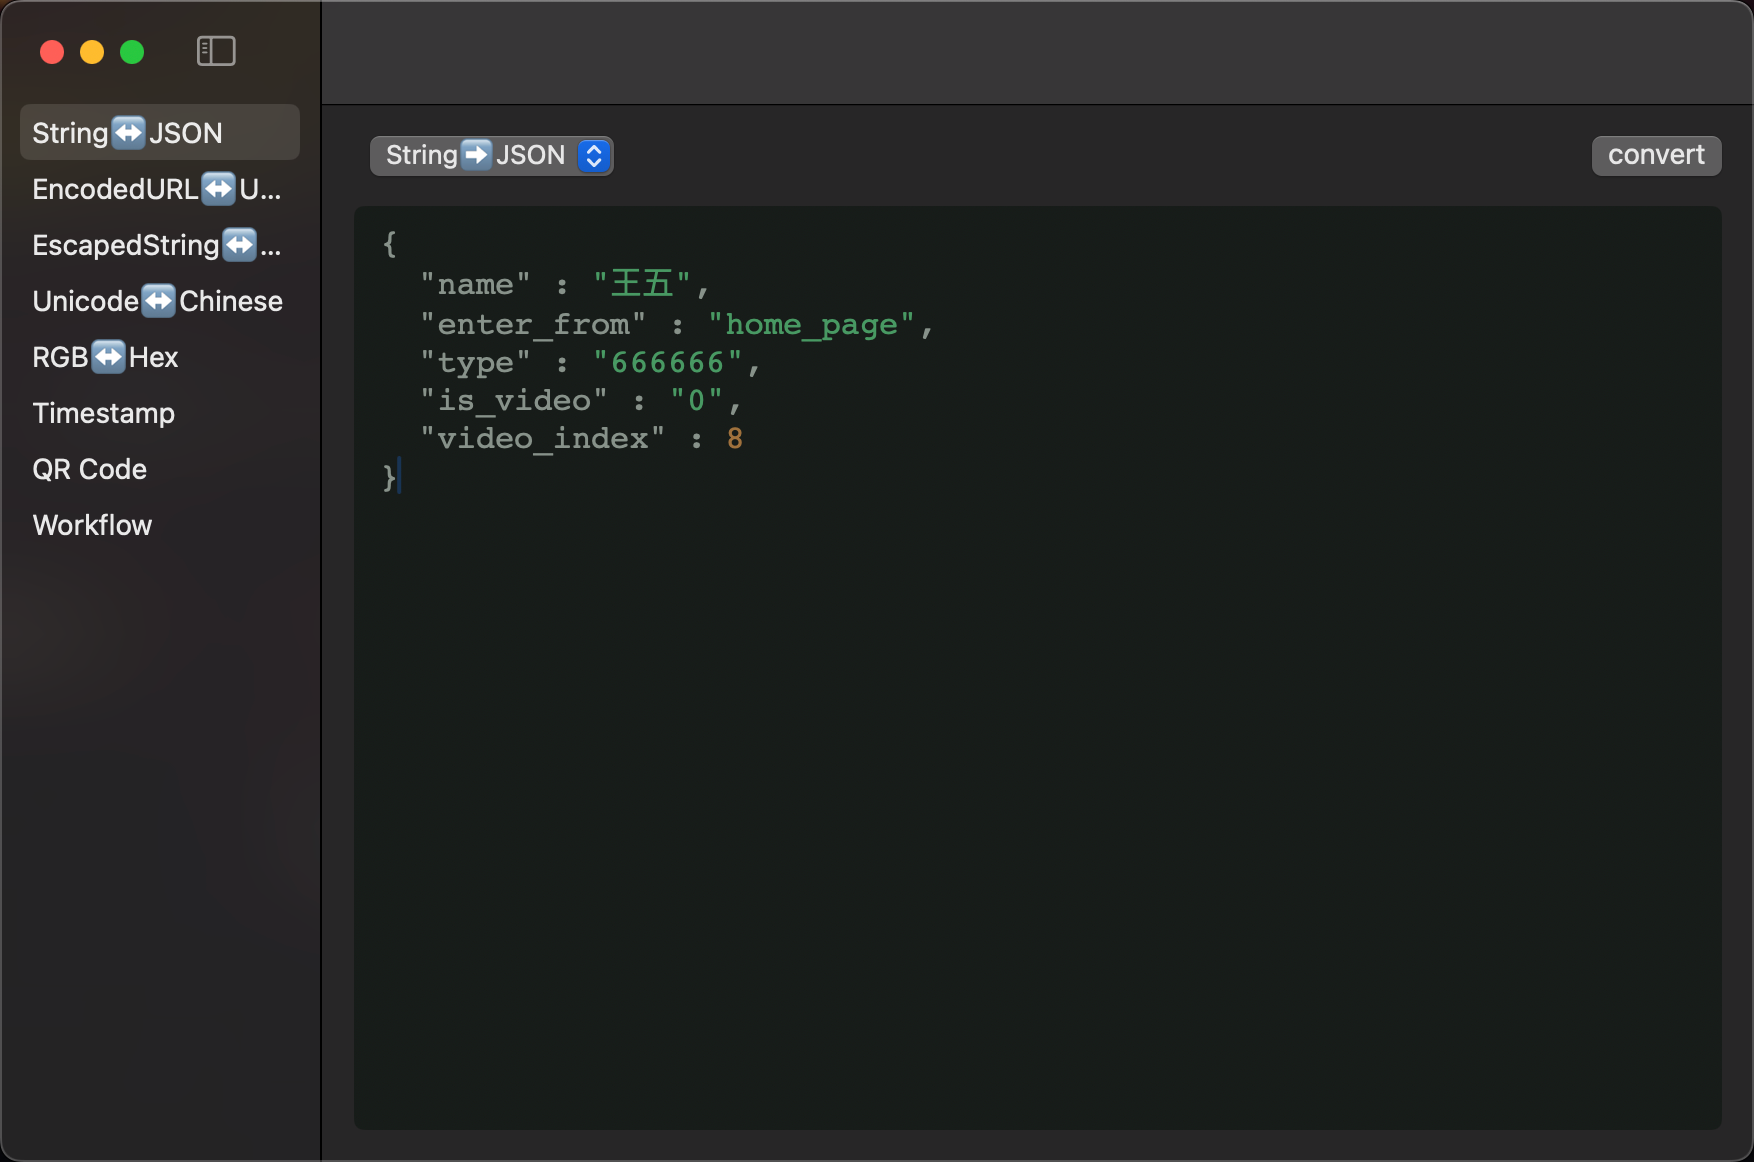 String↔️JSON
EncodedURL↔️U...
EscapedString↔️...
Unicode↔️Chinese
RGB↔️Hex
Timestamp
QR Code
Workflow
String➡️JSON
convert
{
  "name" : "王五",
  "enter_from" : "home_page",
  "type" : "666666",
  "is_video" : "0",
  "video_index" : 8
}